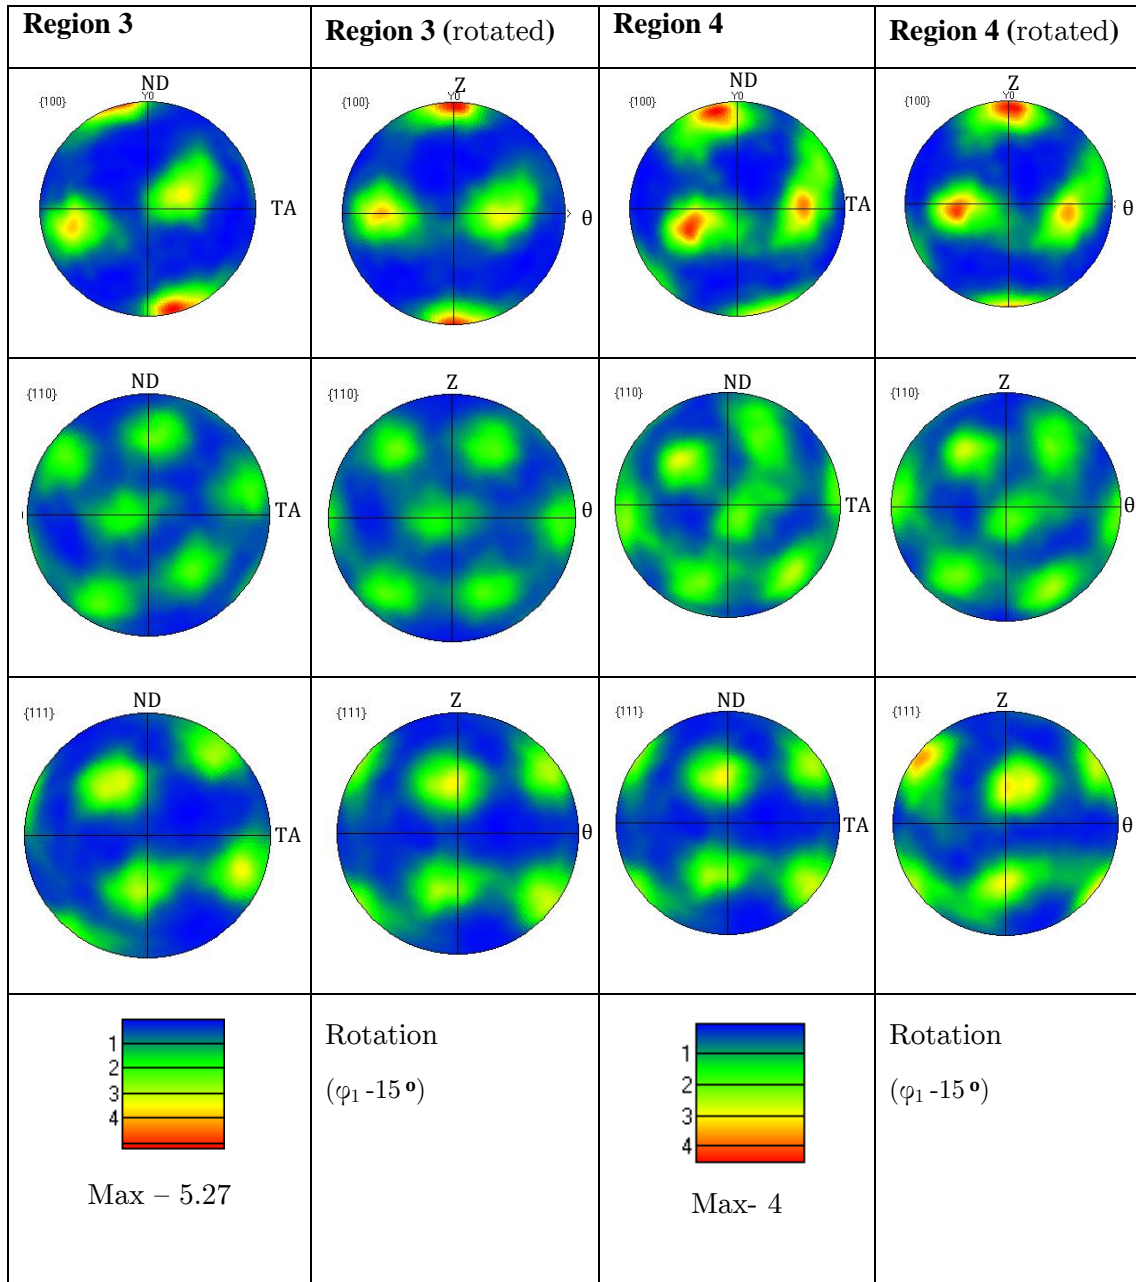 Region 3
Region 3 (rotated)
Region 4
Region 4 (rotated)
{100}
ND
Y0
TA
{100}
Z
Y0
θ
{100}
ND
Y0
TA
{100}
Z
Y0
θ
{110}
ND
TA
{110}
Z
θ
{110}
ND
TA
{110}
Z
θ
{111}
ND
TA
{111}
Z
θ
{111}
ND
TA
{111}
Z
θ
1
2
3
4
Max – 5.27
Rotation
(φ₁ -15 º)
1
2
3
4
Max- 4
Rotation
(φ₁ -15 º)